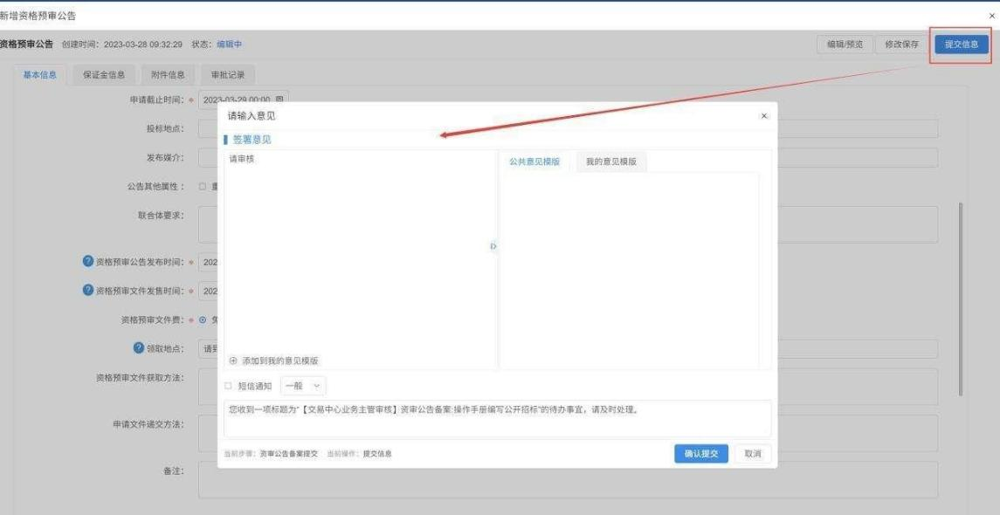 新增资格预审公告
×
资格预审公告 创建时间：2023-03-28 09:32:29 状态：编辑中 编辑/预览 修改保存 提交信息
基本信息 保证金信息 附件信息 审批记录
申请截止时间：* 2023-03-29 00:00
请输入意见 ×
投标地点：
签署意见
发布媒介：
请审核 公共意见模版 我的意见模版
公告其他属性：
联合体要求：
? 资格预审公告发布时间：* 202
? 资格预审文件发售时间：* 202
资格预审文件费：*
? 领取地点：
添加到我的意见模版
资格预审文件获取方法：
短信通知 一般
您收到一项标题为“【交易中心业务主管审核】资审公告备案:操作手册编写公开招标”的待办事宜，请及时处理。
申请文件递交方法：
当前步骤：资审公告备案提交 当前操作：提交信息 确认提交 取消
备注：